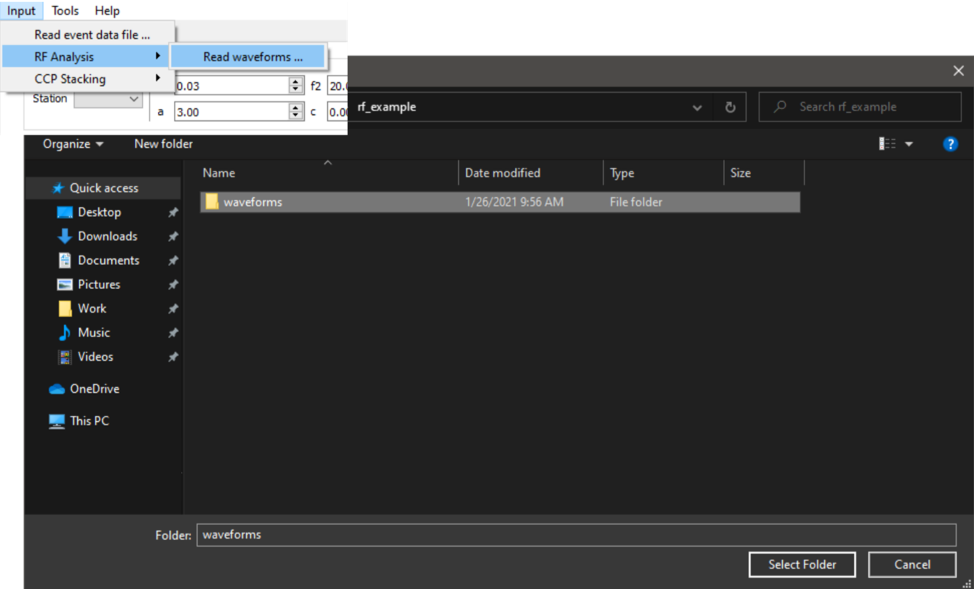 Input Tools Help
Read event data file ...
RF Analysis Read waveforms ...
CCP Stacking 0.03 f2 20.
Station a 3.00 c 0.00
rf_example Search rf_example
Organize New folder
Name Date modified Type Size
Quick access
waveforms 1/26/2021 9:56 AM File folder
Desktop
Downloads
Documents
Pictures
Work
Music
Videos
OneDrive
This PC
Folder: waveforms
Select Folder Cancel